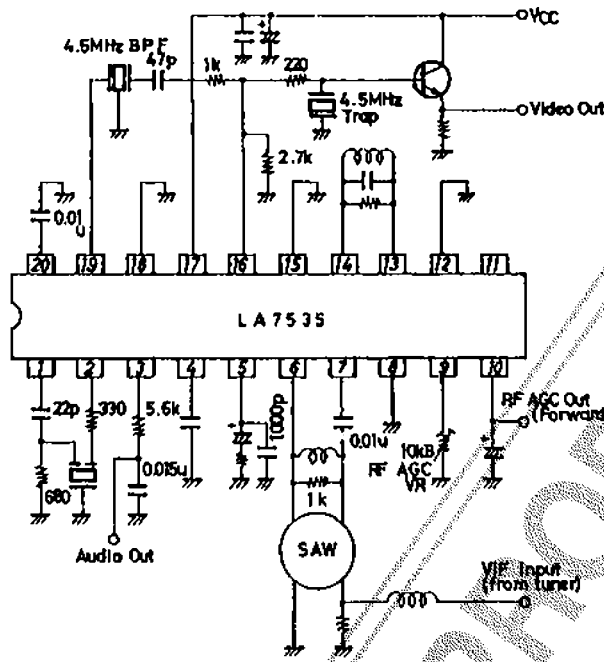 VCC
4.5MHz BPF
47p
1k
220
4.5MHz
Trap
Video Out
2.7k
0.01
u
20 19 18 17 16 15 14 13 12 11
LA7535
1 2 3 4 5 6 7 8 9 10
22p
330
5.6k
1000p
0.01u
10kB
RF AGC
VR
RF AGC Out
(Forward
680
0.015u
1k
Audio Out
SAW
VIF Input
(from tuner)
PROP